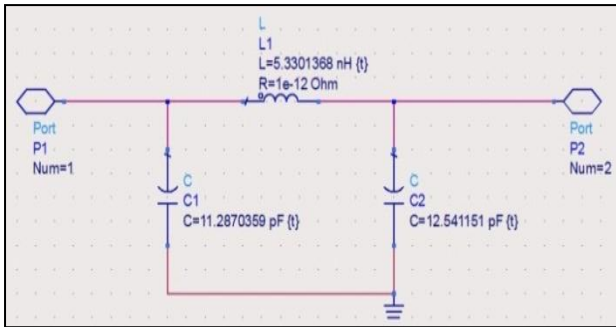 L
L1
L=5.3301368 nH {t}
R=1e-12 Ohm
Port
P1
Num=1
Port
P2
Num=2
C
C1
C=11.2870359 pF {t}
C
C2
C=12.541151 pF {t}